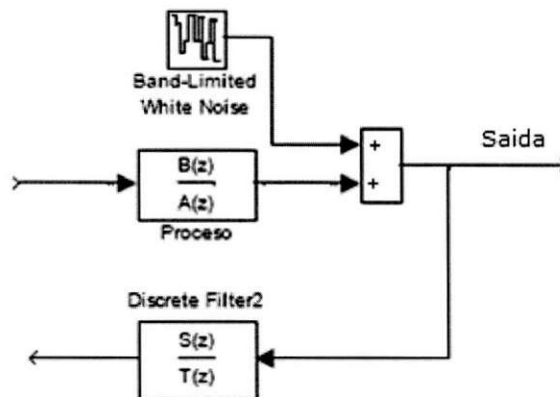 Band-Limited
White Noise
+
+
Saida
B(z)
A(z)
Proceso
Discrete Filter2
S(z)
T(z)